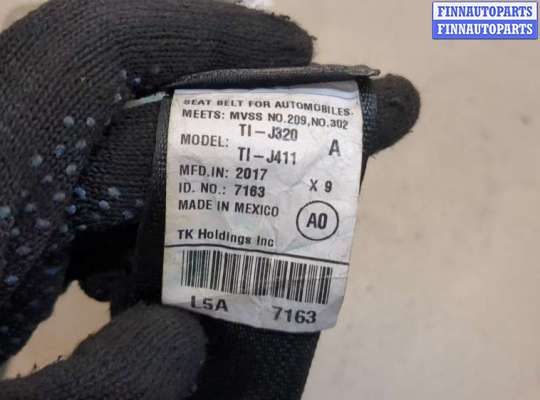 FINNAUTOPARTS
FINNAUTOPARTS
SEAT BELT FOR AUTOMOBILES.
MEETS: MVSS NO.209, NO.302
MODEL: TI-J320 A
TI-J411
MFD.IN: 2017 X 9
ID. NO.: 7163
MADE IN MEXICO A0
TK Holdings Inc
L5A 7163